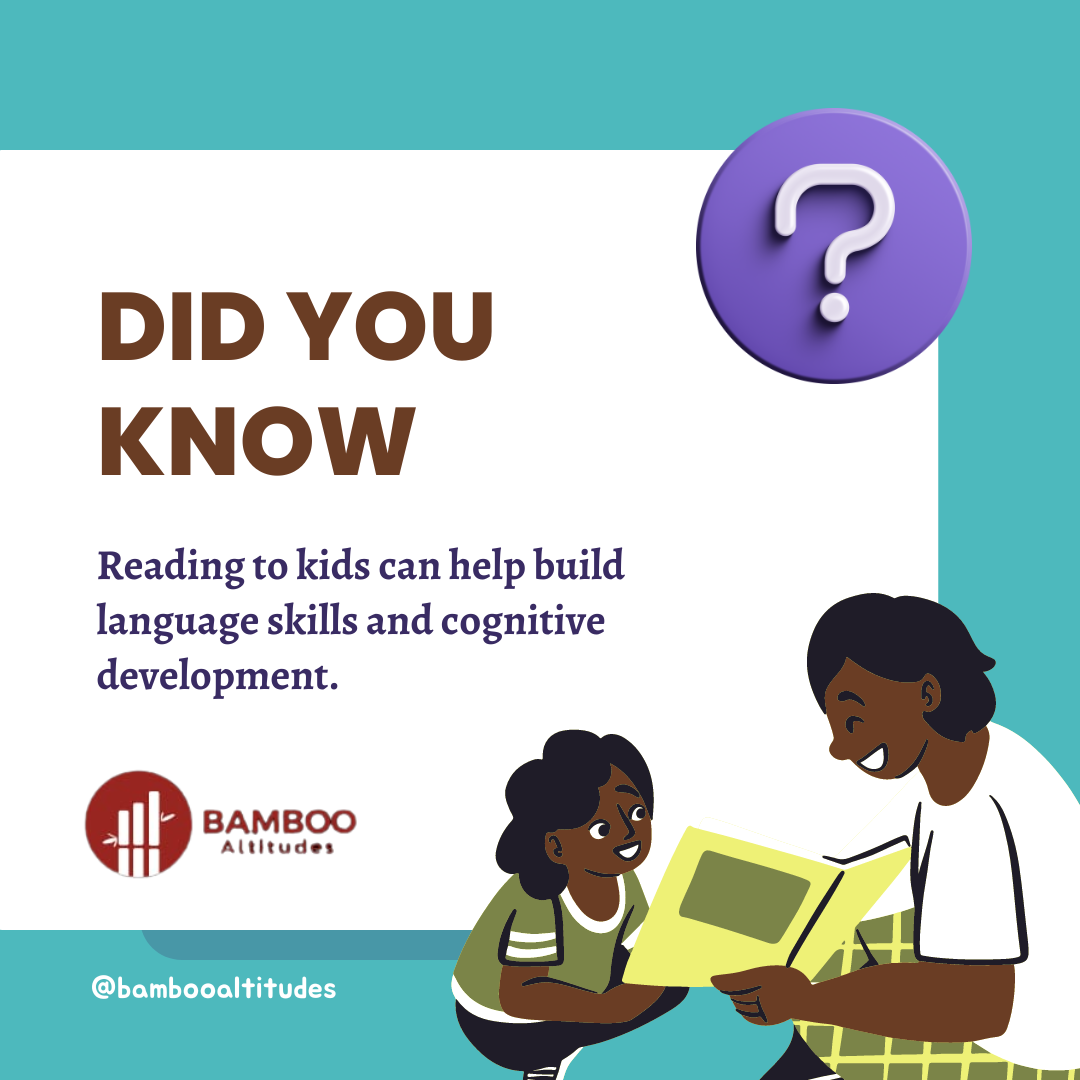 ?
DID YOU
KNOW
Reading to kids can help build
language skills and cognitive
development.
BAMBOO
Altitudes
@bambooaltitudes